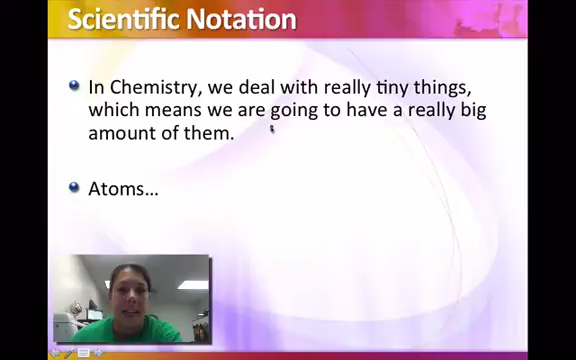 Scientific Notation
In Chemistry, we deal with really tiny things,
which means we are going to have a really big
amount of them.
Atoms…